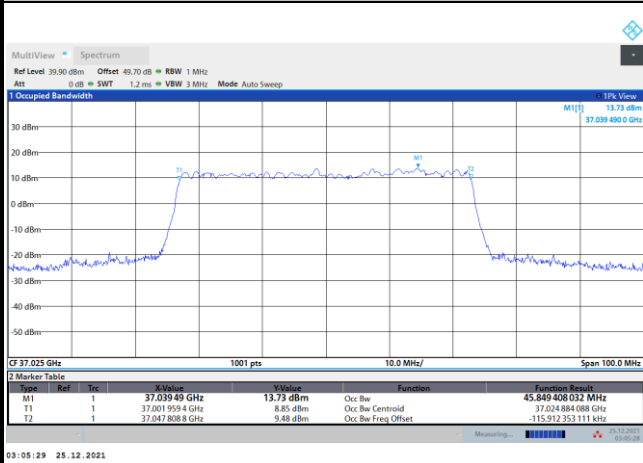 MultiView Spectrum
Ref Level 39.90 dBm Offset 49.70 dB RBW 1 MHz
Att 0 dB SWT 1.2 ms VBW 3 MHz Mode Auto Sweep
1 Occupied Bandwidth 1Pk View
M1[1] 13.73 dBm
37.039 490 0 GHz
30 dBm
20 dBm
M1
T1 T2
10 dBm
0 dBm
-10 dBm
-20 dBm
-30 dBm
-40 dBm
-50 dBm
CF 37.025 GHz 1001 pts 10.0 MHz/ Span 100.0 MHz
2 Marker Table
Type Ref Trc X-Value Y-Value Function Function Result
M1 1 37.039 49 GHz 13.73 dBm Occ Bw 45.849 408 032 MHz
T1 1 37.001 959 4 GHz 8.85 dBm Occ Bw Centroid 37.024 884 088 GHz
T2 1 37.047 808 8 GHz 9.48 dBm Occ Bw Freq Offset -115.912 353 111 kHz
Measuring... 25.12.2021
03:05:28
03:05:29 25.12.2021